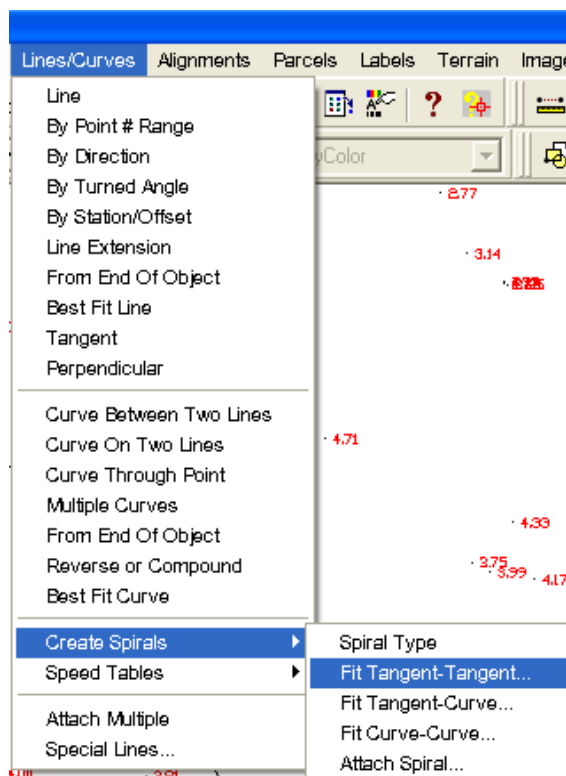 Lines/Curves Alignments Parcels Labels Terrain Image
Line
By Point # Range
By Direction
yColor
By Turned Angle
2.77
By Station/Offset
Line Extension
3.14
From End Of Object
Best Fit Line
Tangent
Perpendicular
Curve Between Two Lines
Curve On Two Lines
4.71
Curve Through Point
Multiple Curves
4.33
From End Of Object
Reverse or Compound
3.75
3.99
4.17
Best Fit Curve
Create Spirals
Spiral Type
Speed Tables
Fit Tangent-Tangent...
Fit Tangent-Curve...
Attach Multiple
Fit Curve-Curve...
Special Lines...
Attach Spiral...